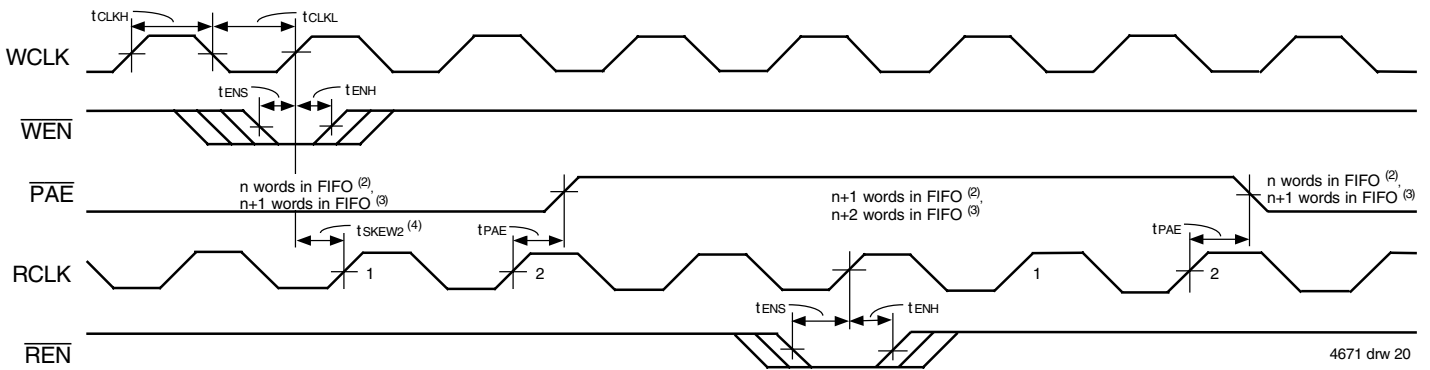 tCLKH
tCLKL
WCLK
tENS
tENH
WEN
n words in FIFO (2),
n+1 words in FIFO (3)
n+1 words in FIFO (2),
n+2 words in FIFO (3)
n words in FIFO (2),
n+1 words in FIFO (3)
PAE
tSKEW2 (4)
tPAE
tPAE
RCLK
1
2
1
2
tENS
tENH
REN
4671 drw 20